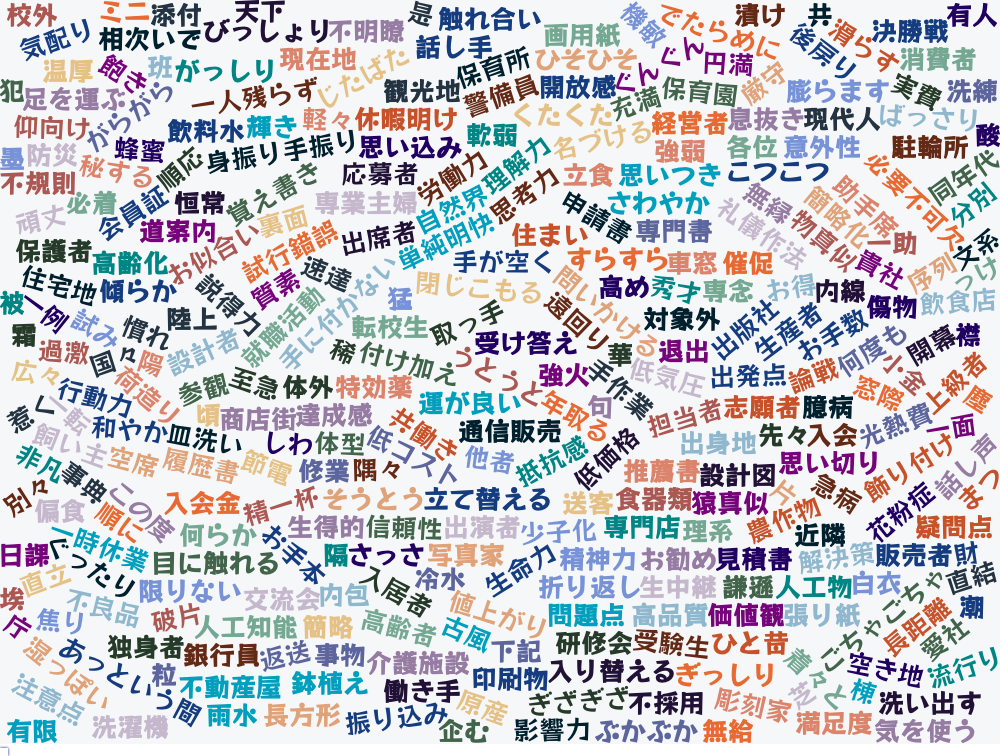 校外 ミニ 添付 天下 是 触れ合い 機敏 でたらめに 漬け 共 有人
気配り 相次いで びっしょり 不明瞭 話し手 画用紙 ぐんぐん 円満 後戻り 滑らす 決勝戦
温厚 飽き 班 がっしり 現在地 じたばた 保育所 ひそひそ 厳守 消費者
犯 足を運ぶ がらがら 一人残らず 観光地 警備員 開放感 充満 保育園 膨らます 実費 洗練
仰向け 飲料水 輝き 軽々 休暇明け 軟弱 くたくた 名づける 経営者 息抜き 現代人 ばっさり 酸
墨 防災 秘する 蜂蜜 順応 身振り手振り 思い込み 強弱 各位 意外性 駐輪所
不規則 応募者 労働力 理解力 立食 思いつき こつこつ 必要不可欠 同年代
頑丈 必着 会員証 恒常 覚え書き 専業主婦 自然界 思考力 申請書 さわやか 無縁 礼儀作法 物真似 簡略化 助手席 分別
道案内 お似合い 裏面 試行錯誤 出席者 単純明快 住まい 専門書 一助 文系
保護者 高齢化 質素 速達 手が空く すらすら 車窓 催促 貴社 序列 つけ
住宅地 傾らか 説得力 就職活動 手に付かない 猛 閉じこもる 問いかける 高め 秀才 専念 お得 内線 傷物 飲食店
被 一例 試み 慣れ 陸上 転校生 取っ手 遠回り 対象外 出版社 生産者 お手数
霜 過激 国々 陽 設計者 稀 付け加え うとうと 受け答え 華 退出 何度も 小金 開幕 襟
広々 荷造り 参観 至急 体外 特効薬 強火 手作業 低気圧 出発点 論戦 窓際 上級者 塵
惹く 行動力 一転 頃 商店街 達成感 共働き 運が良い 年取る 句 担当者 志願者 臆病 光熱費 一面
和やか 皿洗い しわ 体型 低コスト 通信販売 低価格 出身地 先々 入会
非凡 飼い主 空席 履歴書 節電 修業 隅々 他者 抵抗感 推薦書 設計図 思い切り 飾り付け 話し声
別々 事典 偏食 この度 順に 入会金 精一杯 そうとう 立て替える 送客 食器類 猿真似 片 急病 花粉症 まつ
一時休業 何らか 生得的 信頼性 出演者 少子化 専門店 理系 農作物 近隣 疑問点
日課 ぐったり 目に触れる お手本 隔 さっさ 写真家 生命力 精神力 お勧め 見積書 解決策 販売者 財
埃 直立 不良品 限りない 交流会 内包 入居者 冷水 折り返し 生中継 謙遜 人工物 白衣 ごちゃごちゃ 直結
庁 焦り 破片 人工知能 簡略 高齢者 古風 値上がり 問題点 高品質 価値観 張り紙 長距離 潮
湿っぽい あっという間 独身者 銀行員 返送 事物 介護施設 下記 研修会 受験生 ひと昔 青々と 空き地 愛社 流行り
注意点 粒 不動産屋 鉢植え 働き手 印刷物 入り替える ぎっしり 芝 棟 洗い出す
有限 洗濯機 雨水 長方形 振り込み 原産 企む ぎざぎざ 影響力 不採用 ぶかぶか 彫刻家 無給 満足度 気を使う